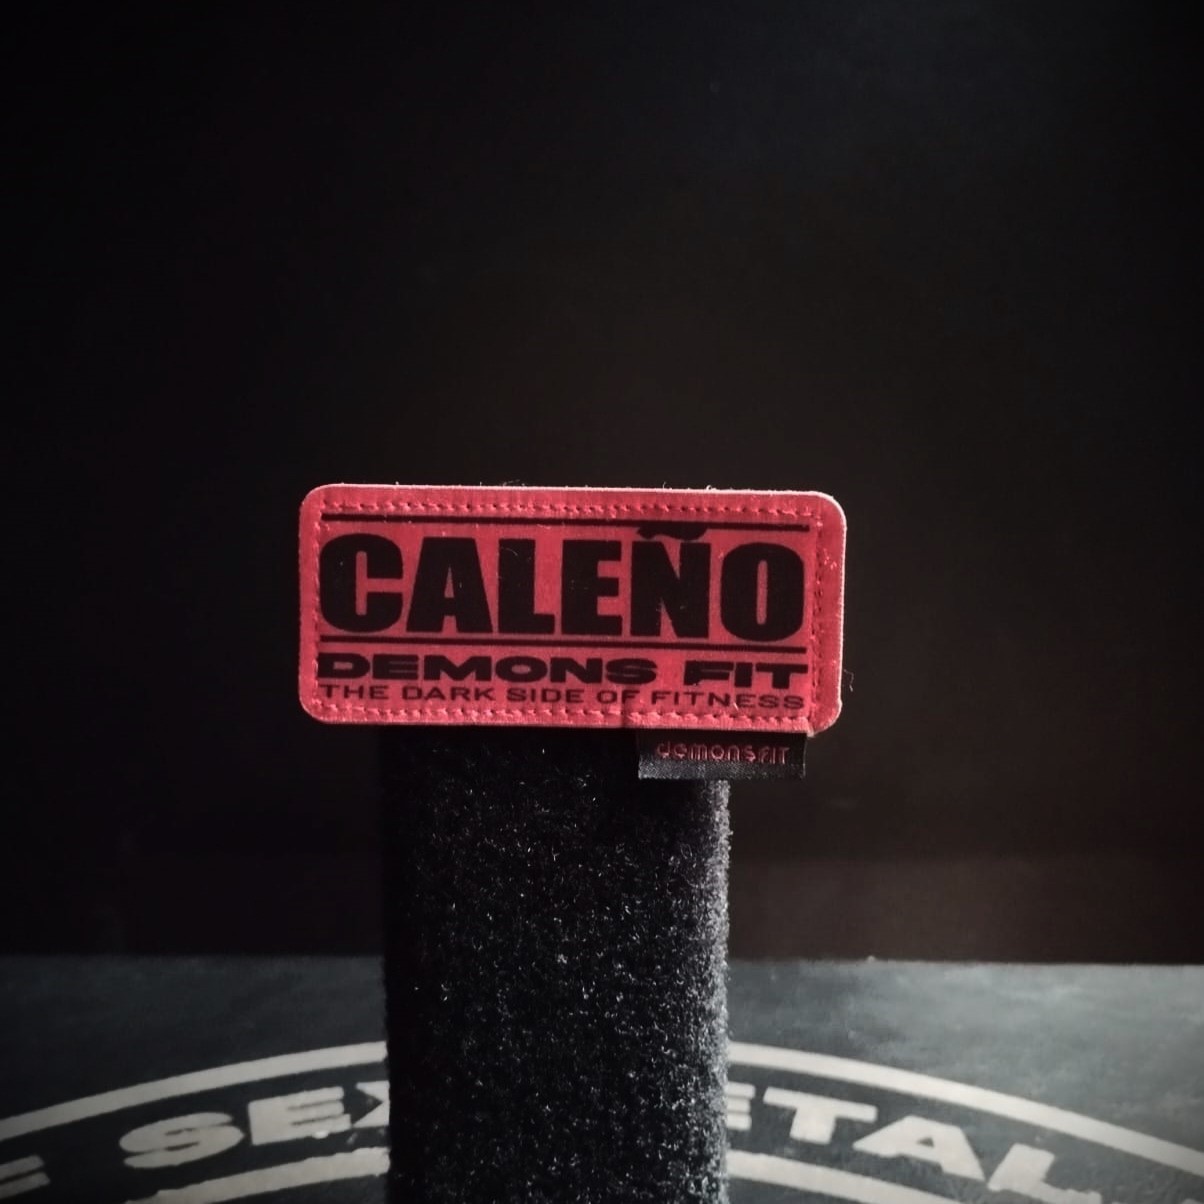 CALEÑO
DEMONS FIT
THE DARK SIDE OF FITNESS
demonsFIT